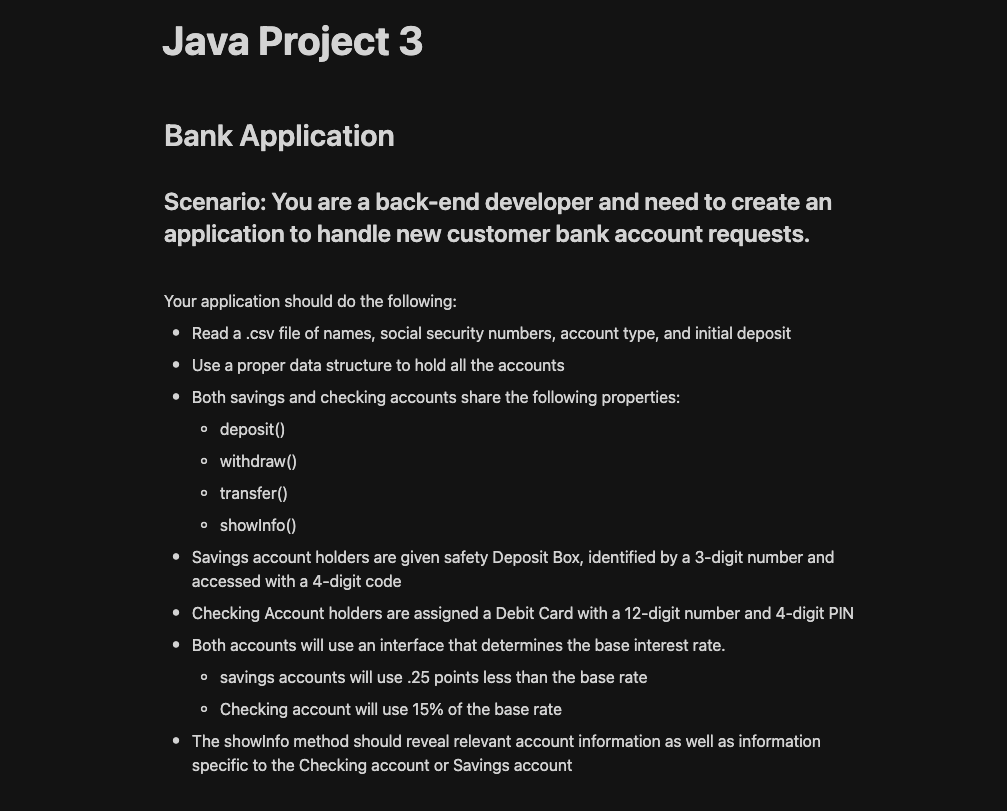 Java Project 3
Bank Application
Scenario: You are a back-end developer and need to create an
application to handle new customer bank account requests.
Your application should do the following:
• Read a .csv file of names, social security numbers, account type, and initial deposit
• Use a proper data structure to hold all the accounts
• Both savings and checking accounts share the following properties:
◦ deposit()
◦ withdraw()
◦ transfer()
◦ showInfo()
• Savings account holders are given safety Deposit Box, identified by a 3-digit number and
accessed with a 4-digit code
• Checking Account holders are assigned a Debit Card with a 12-digit number and 4-digit PIN
• Both accounts will use an interface that determines the base interest rate.
◦ savings accounts will use .25 points less than the base rate
◦ Checking account will use 15% of the base rate
• The showInfo method should reveal relevant account information as well as information
specific to the Checking account or Savings account